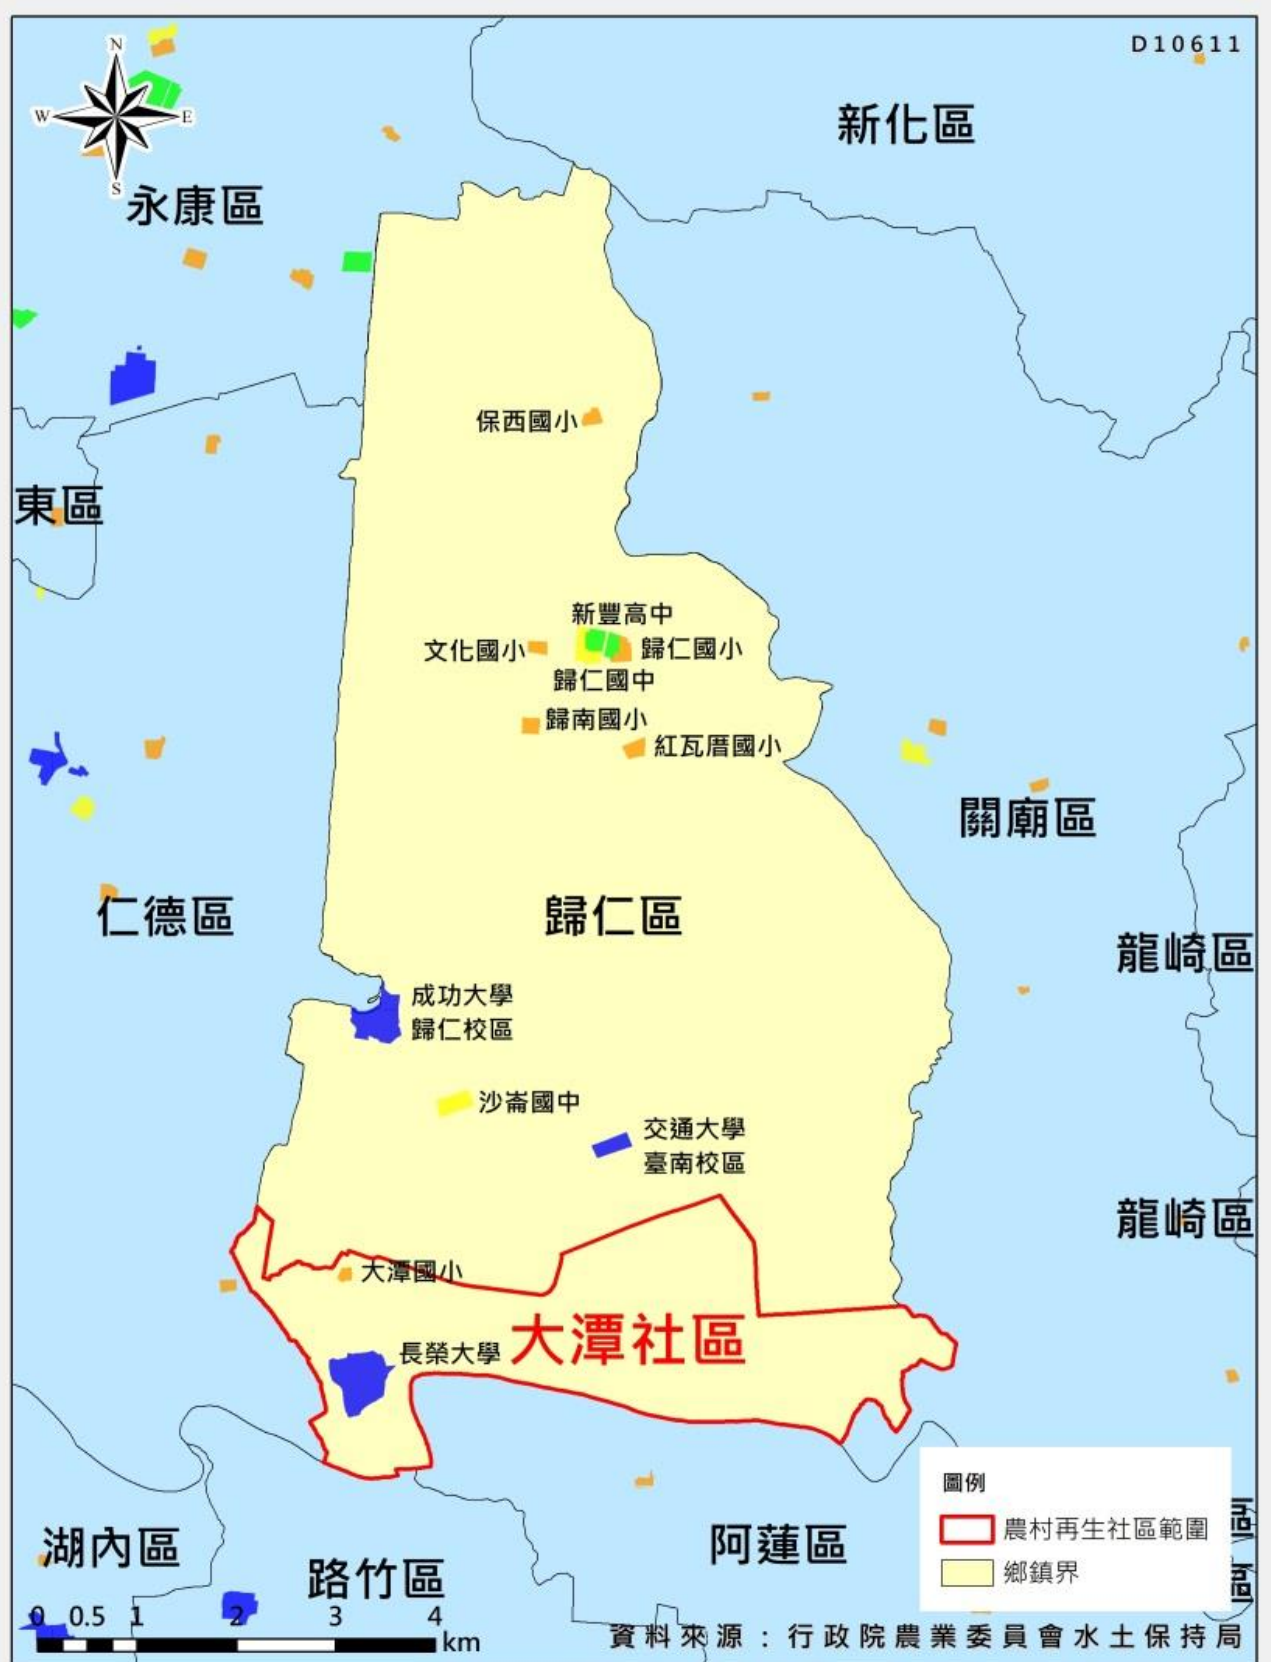 D10611
N
W
E
S
新化區
永康區
保西國小
東區
新豐高中
文化國小
歸仁國小
歸仁國中
歸南國小
紅瓦厝國小
關廟區
仁德區
歸仁區
龍崎區
成功大學
歸仁校區
沙崙國中
交通大學
臺南校區
龍崎區
大潭國小
大潭社區
長榮大學
圖例
農村再生社區範圍
鄉鎮界
區
區
湖內區
路竹區
阿蓮區
0 0.5 1 2 3 4
km
資料來源：行政院農業委員會水土保持局